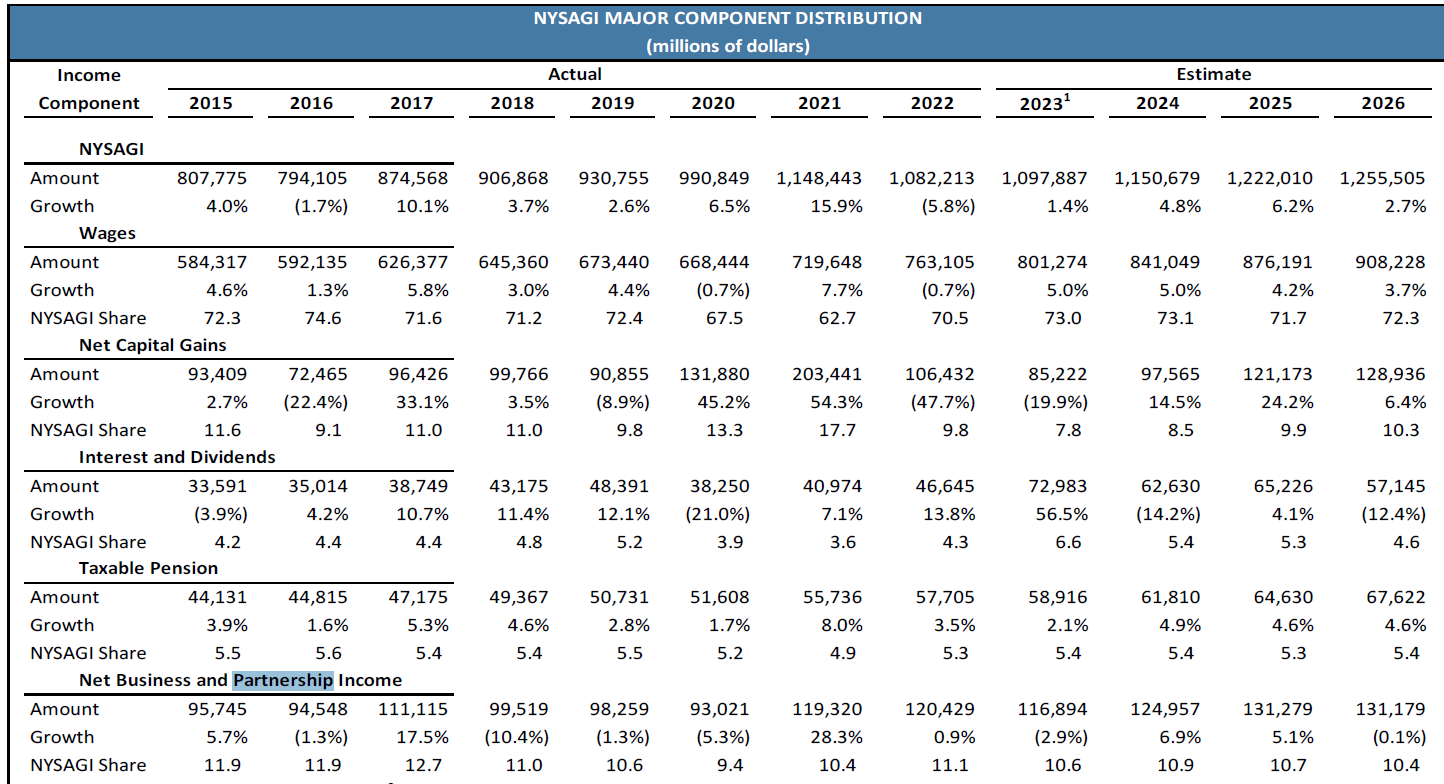 NYSAGI MAJOR COMPONENT DISTRIBUTION
(millions of dollars)
Income Actual Estimate
Component 2015 2016 2017 2018 2019 2020 2021 2022 2023¹ 2024 2025 2026
NYSAGI
Amount 807,775 794,105 874,568 906,868 930,755 990,849 1,148,443 1,082,213 1,097,887 1,150,679 1,222,010 1,255,505
Growth 4.0% (1.7%) 10.1% 3.7% 2.6% 6.5% 15.9% (5.8%) 1.4% 4.8% 6.2% 2.7%
Wages
Amount 584,317 592,135 626,377 645,360 673,440 668,444 719,648 763,105 801,274 841,049 876,191 908,228
Growth 4.6% 1.3% 5.8% 3.0% 4.4% (0.7%) 7.7% (0.7%) 5.0% 5.0% 4.2% 3.7%
NYSAGI Share 72.3 74.6 71.6 71.2 72.4 67.5 62.7 70.5 73.0 73.1 71.7 72.3
Net Capital Gains
Amount 93,409 72,465 96,426 99,766 90,855 131,880 203,441 106,432 85,222 97,565 121,173 128,936
Growth 2.7% (22.4%) 33.1% 3.5% (8.9%) 45.2% 54.3% (47.7%) (19.9%) 14.5% 24.2% 6.4%
NYSAGI Share 11.6 9.1 11.0 11.0 9.8 13.3 17.7 9.8 7.8 8.5 9.9 10.3
Interest and Dividends
Amount 33,591 35,014 38,749 43,175 48,391 38,250 40,974 46,645 72,983 62,630 65,226 57,145
Growth (3.9%) 4.2% 10.7% 11.4% 12.1% (21.0%) 7.1% 13.8% 56.5% (14.2%) 4.1% (12.4%)
NYSAGI Share 4.2 4.4 4.4 4.8 5.2 3.9 3.6 4.3 6.6 5.4 5.3 4.6
Taxable Pension
Amount 44,131 44,815 47,175 49,367 50,731 51,608 55,736 57,705 58,916 61,810 64,630 67,622
Growth 3.9% 1.6% 5.3% 4.6% 2.8% 1.7% 8.0% 3.5% 2.1% 4.9% 4.6% 4.6%
NYSAGI Share 5.5 5.6 5.4 5.4 5.5 5.2 4.9 5.3 5.4 5.4 5.3 5.4
Net Business and Partnership Income
Amount 95,745 94,548 111,115 99,519 98,259 93,021 119,320 120,429 116,894 124,957 131,279 131,179
Growth 5.7% (1.3%) 17.5% (10.4%) (1.3%) (5.3%) 28.3% 0.9% (2.9%) 6.9% 5.1% (0.1%)
NYSAGI Share 11.9 11.9 12.7 11.0 10.6 9.4 10.4 11.1 10.6 10.9 10.7 10.4